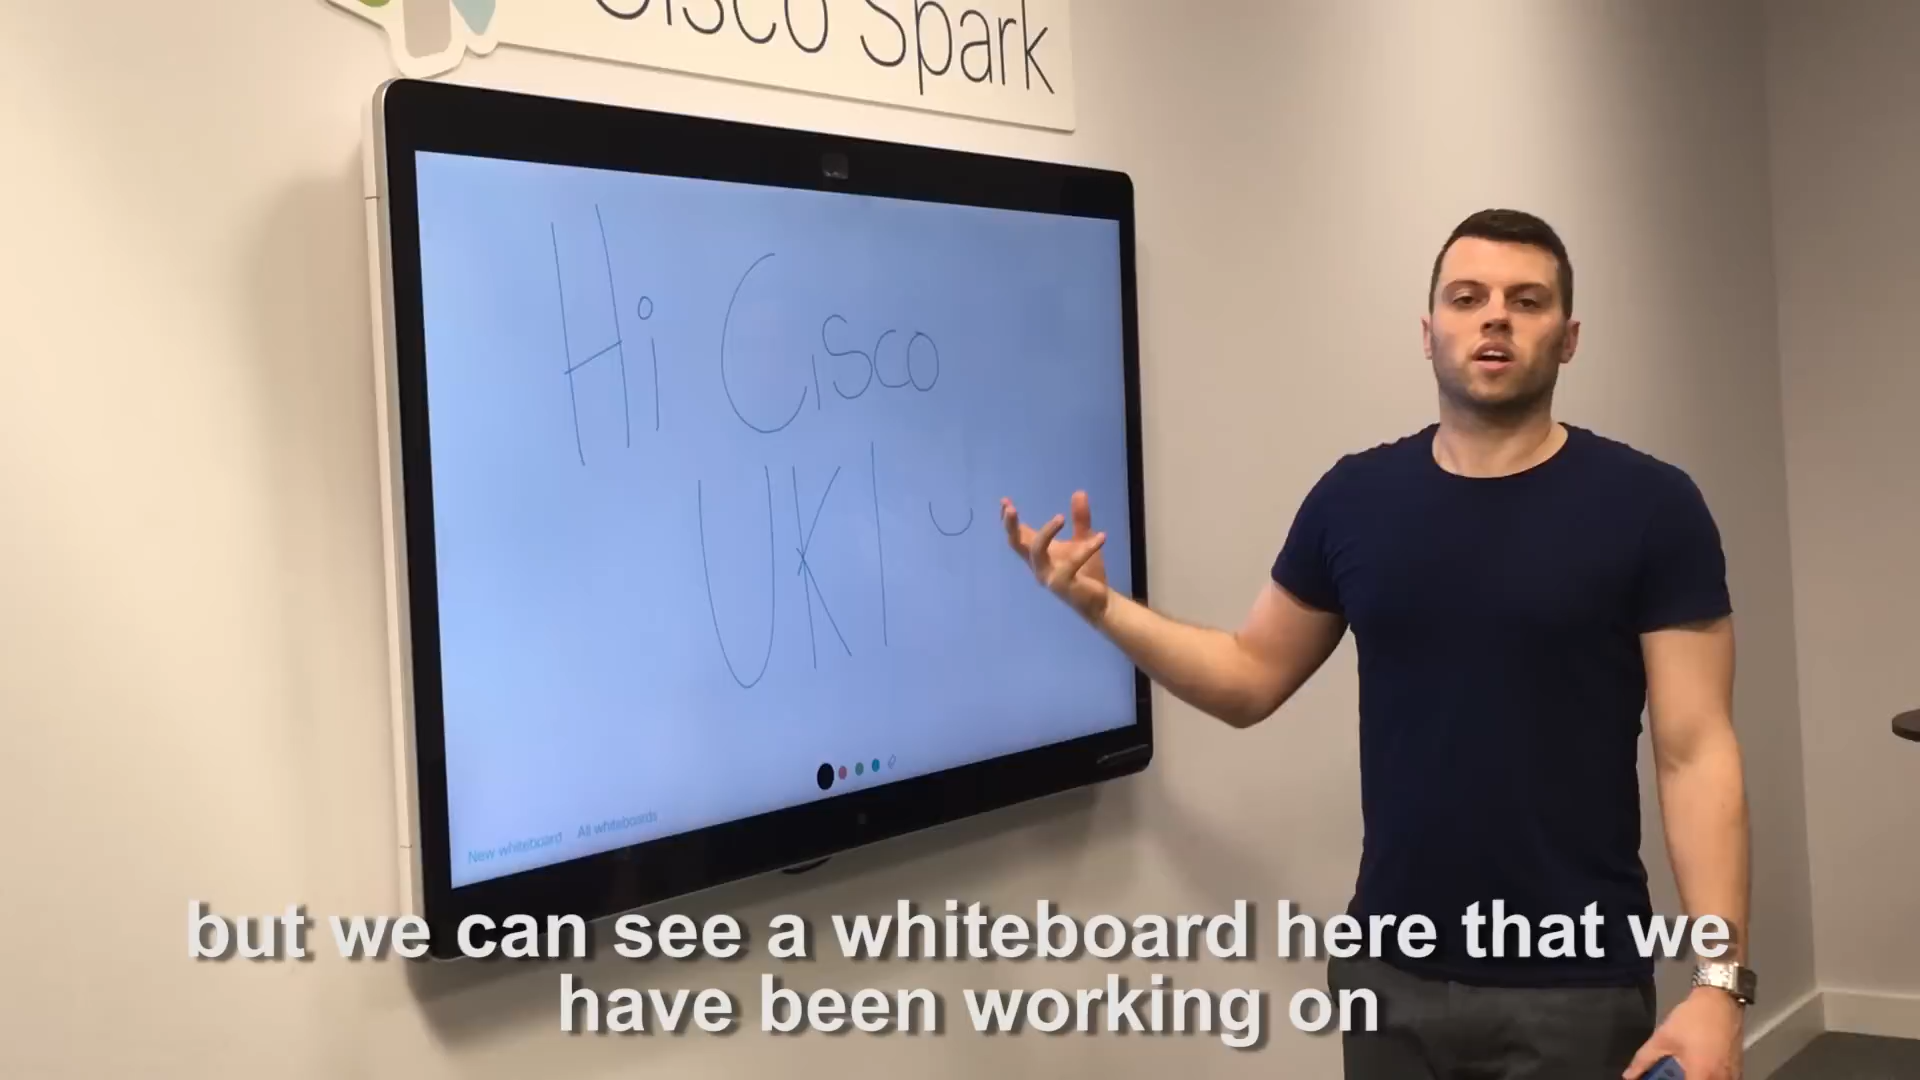 Cisco Spark
Hi Cisco
UKI
New whiteboard All whiteboards
but we can see a whiteboard here that we
have been working on